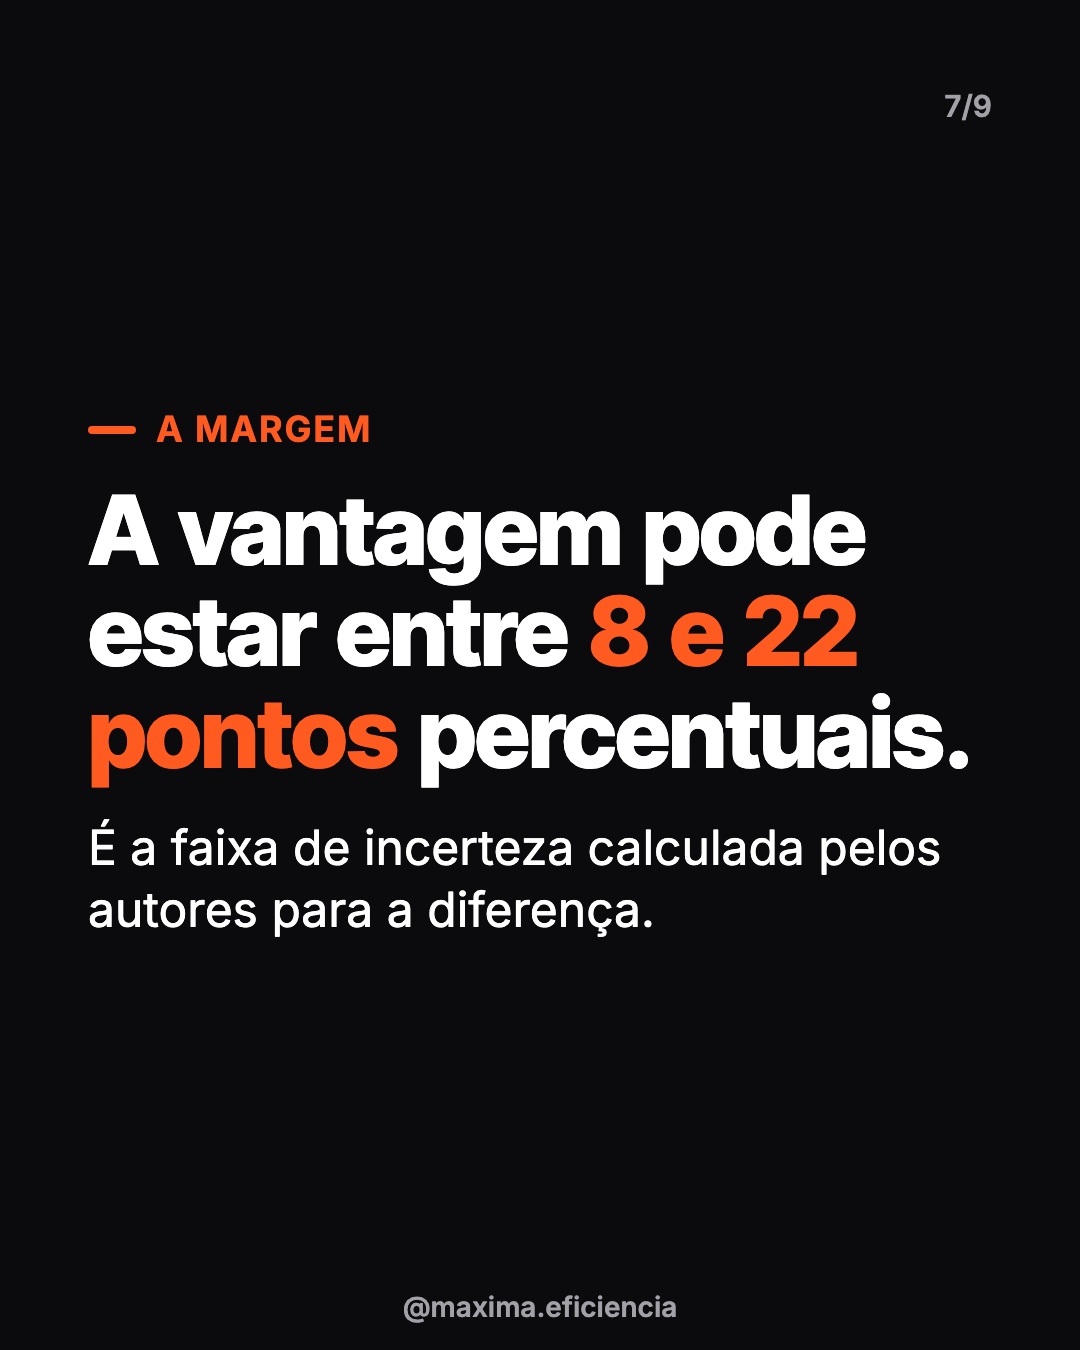 7/9
A MARGEM
A vantagem pode
estar entre 8 e 22
pontos percentuais.
É a faixa de incerteza calculada pelos
autores para a diferença.
@maxima.eficiencia